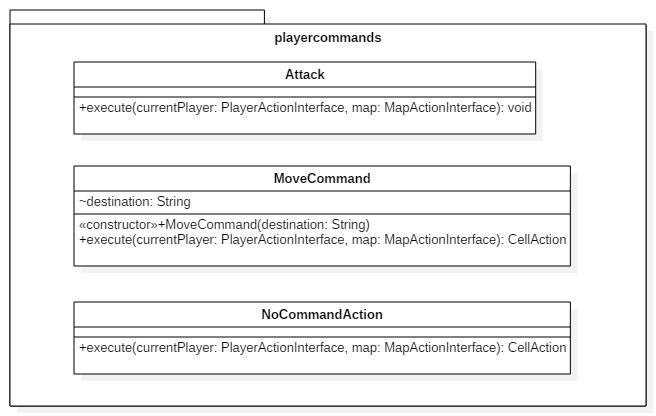 playercommands
Attack
+execute(currentPlayer: PlayerActionInterface, map: MapActionInterface): void
MoveCommand
~destination: String
«constructor»+MoveCommand(destination: String)
+execute(currentPlayer: PlayerActionInterface, map: MapActionInterface): CellAction
NoCommandAction
+execute(currentPlayer: PlayerActionInterface, map: MapActionInterface): CellAction